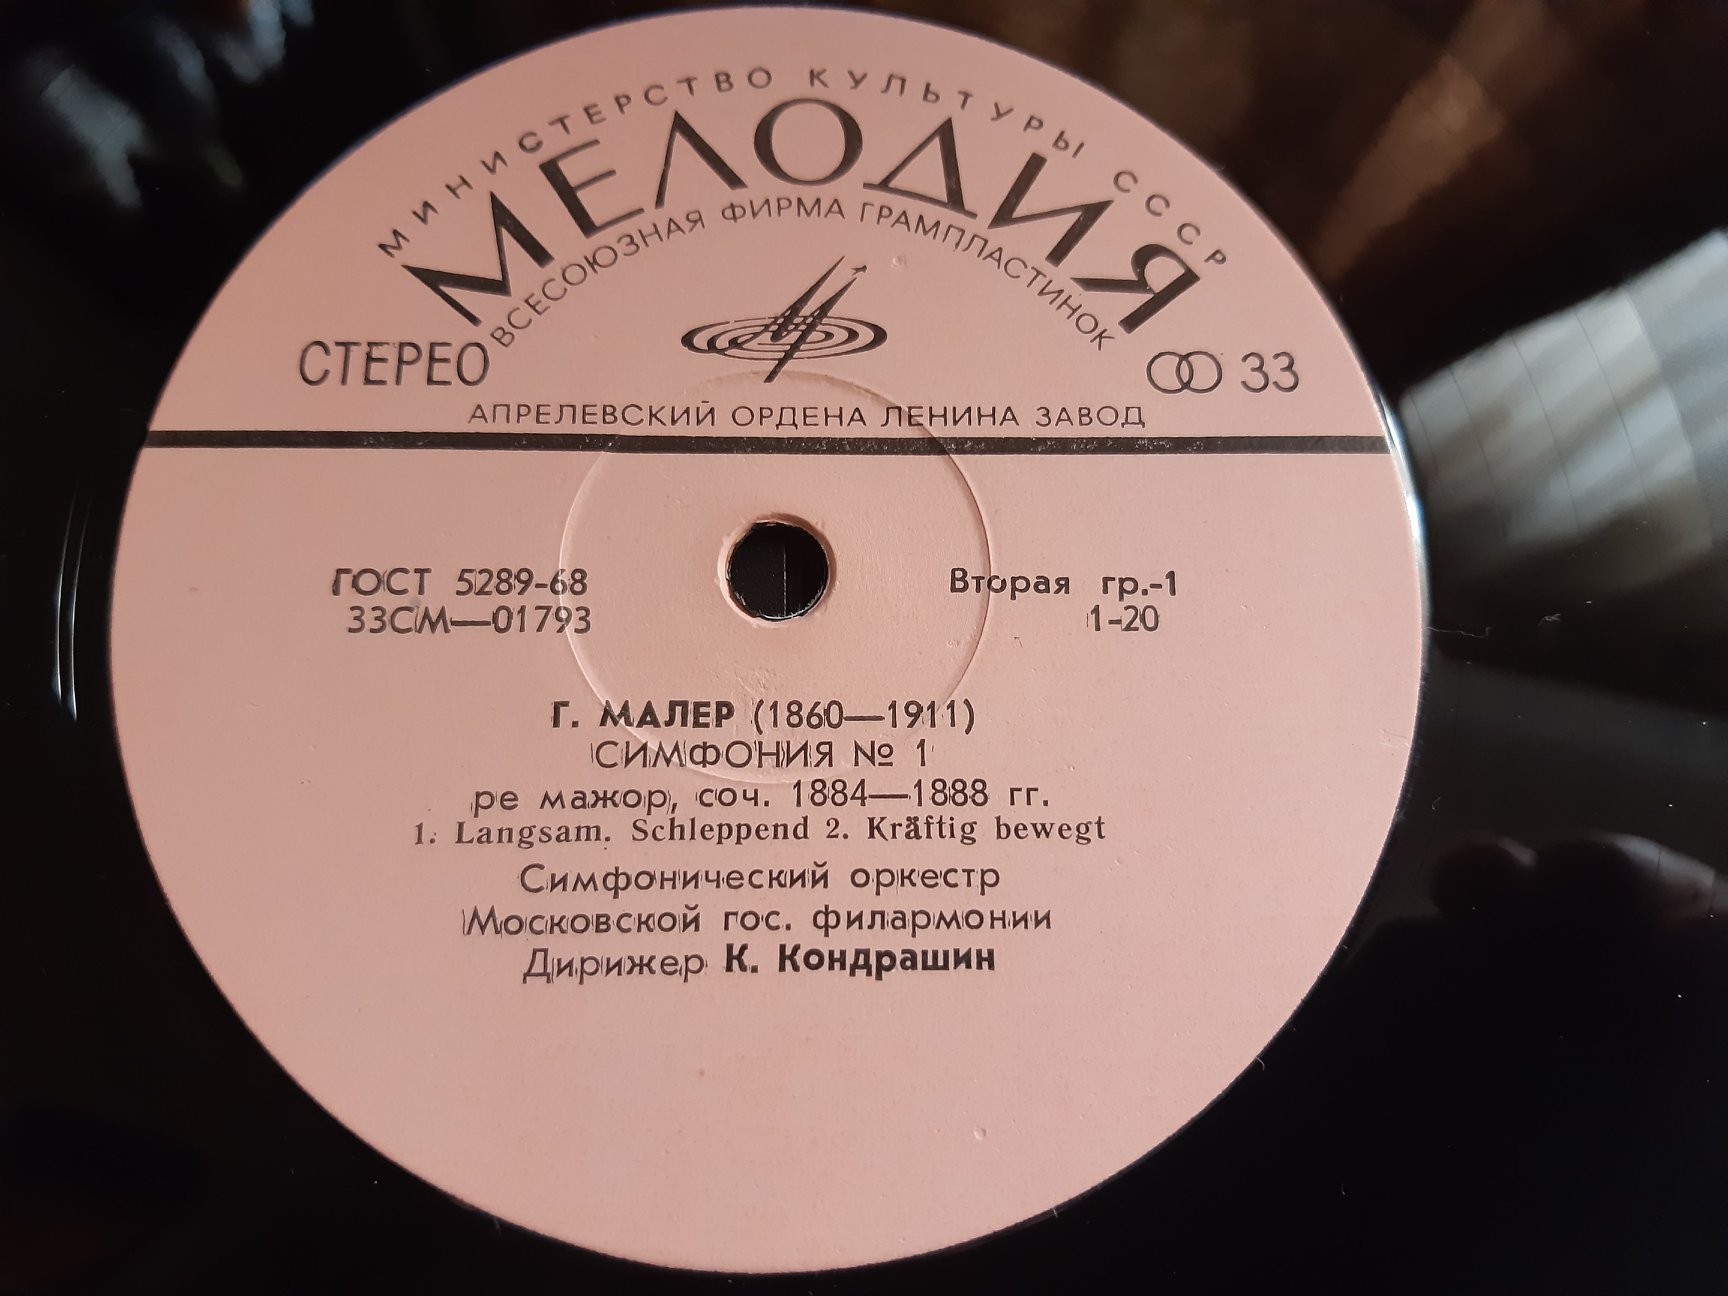 МИНИСТЕРСТВО КУЛЬТУРЫ СССР
МЕЛОДИЯ
ВСЕСОЮЗНАЯ ФИРМА ГРАМПЛАСТИНОК
СТЕРЕО
33
АПРЕЛЕВСКИЙ ОРДЕНА ЛЕНИНА ЗАВОД
ГОСТ 5289-68
Вторая гр.-1
33СМ—01793
1-20
Г. МАЛЕР (1860—1911)
СИМФОНИЯ № 1
ре мажор, соч. 1884—1888 гг.
1. Langsam. Schleppend 2. Kräftig bewegt
Симфонический оркестр
Московской гос. филармонии
Дирижер К. Кондрашин